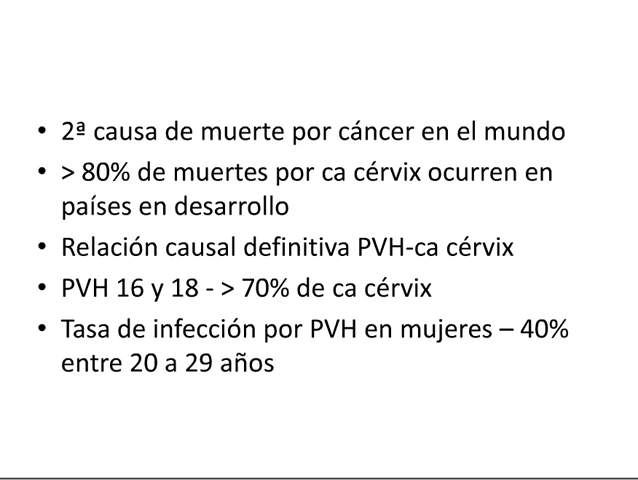 • 2ª causa de muerte por cáncer en el mundo
• > 80% de muertes por ca cérvix ocurren en
países en desarrollo
• Relación causal definitiva PVH-ca cérvix
• PVH 16 y 18 - > 70% de ca cérvix
• Tasa de infección por PVH en mujeres – 40%
entre 20 a 29 años